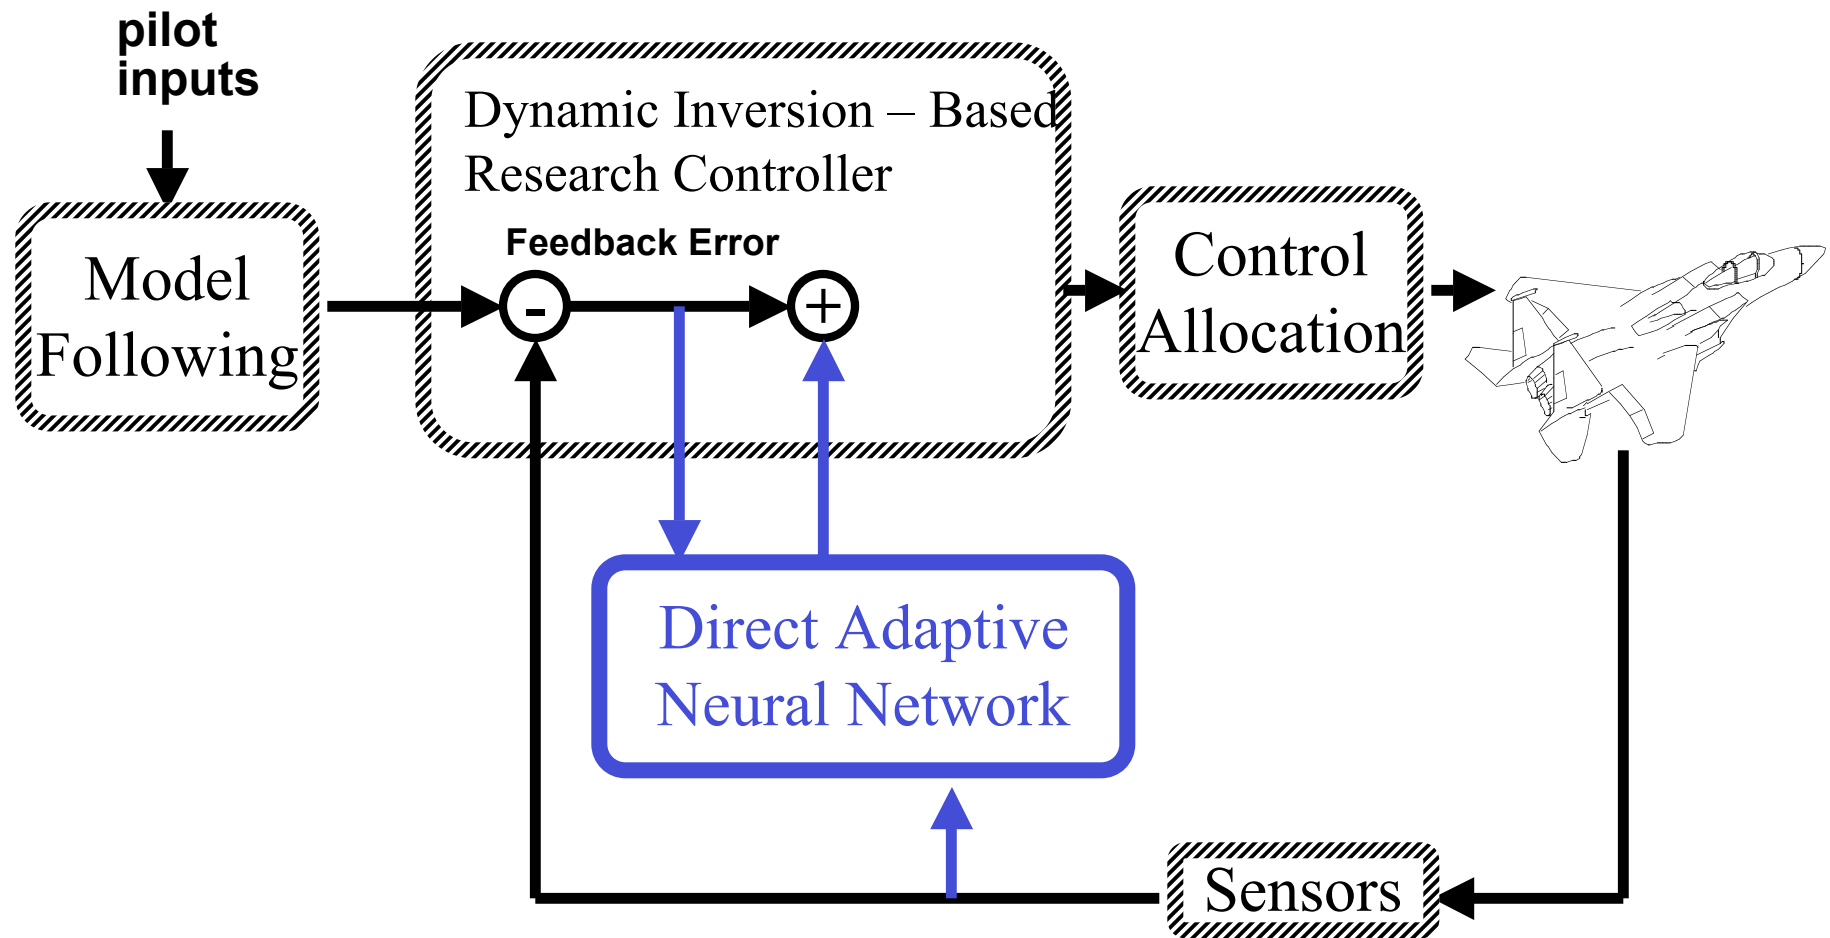 pilot
inputs
Dynamic Inversion – Based
Research Controller
Feedback Error
Model
Following
-
+
Control
Allocation
Direct Adaptive
Neural Network
Sensors